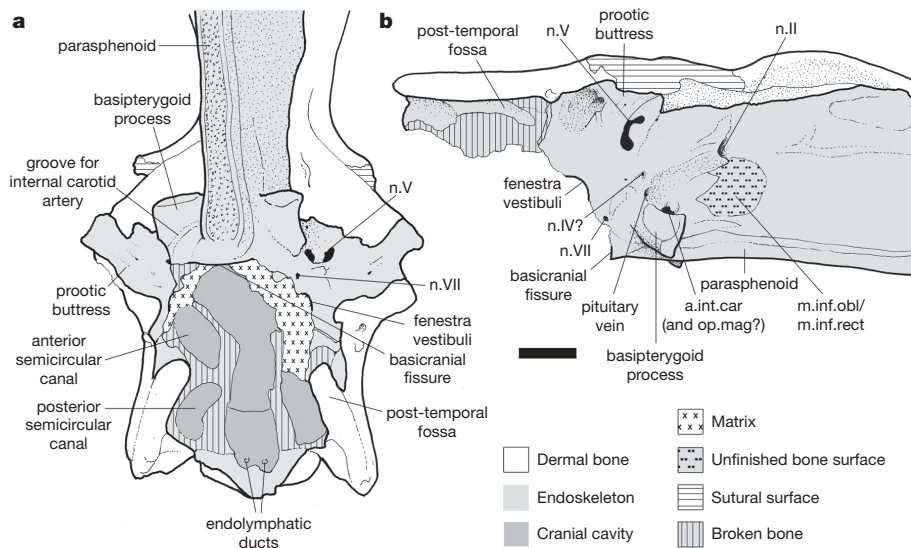 a
parasphenoid
basipterygoid
process
groove for
internal carotid
artery
n.V
prootic
buttress
n.VII
fenestra
vestibuli
basicranial
fissure
anterior
semicircular
canal
posterior
semicircular
canal
post-temporal
fossa
endolymphatic
ducts
b
post-temporal
fossa
n.V
prootic
buttress
n.II
fenestra
vestibuli
n.IV?
n.VII
basicranial
fissure
pituitary
vein
basipterygoid
process
a.int.car
(and op.mag?)
parasphenoid
m.inf.obl/
m.inf.rect
Dermal bone
Endoskeleton
Cranial cavity
Matrix
Unfinished bone surface
Sutural surface
Broken bone